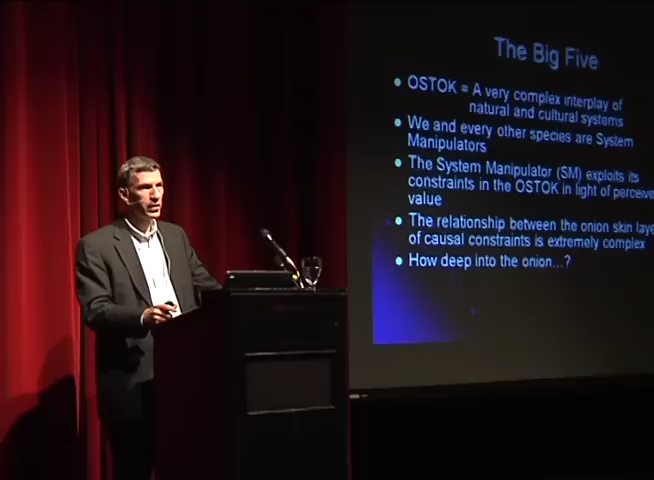 The Big Five
OSTOK = A very complex interplay of
natural and cultural systems
We and every other species are System
Manipulators
The System Manipulator (SM) exploits its
constraints in the OSTOK in light of perceive
value
The relationship between the onion skin laye
of causal constraints is extremely complex
How deep into the onion...?